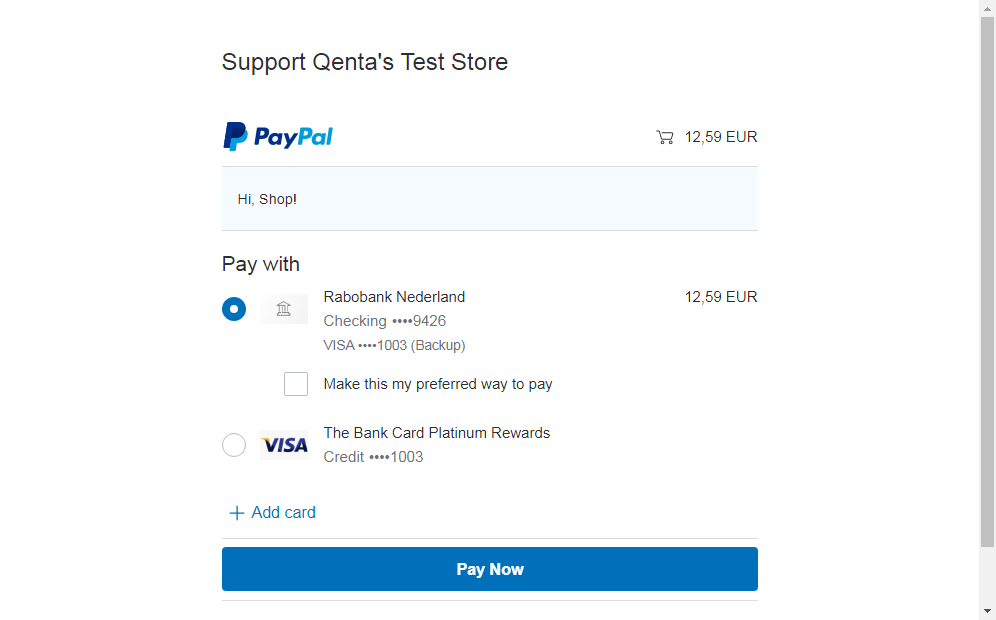 Support Qenta's Test Store
PayPal
12,59 EUR
Hi, Shop!
Pay with
Rabobank Nederland
12,59 EUR
Checking ••••9426
VISA ••••1003 (Backup)
Make this my preferred way to pay
VISA
The Bank Card Platinum Rewards
Credit ••••1003
+ Add card
Pay Now